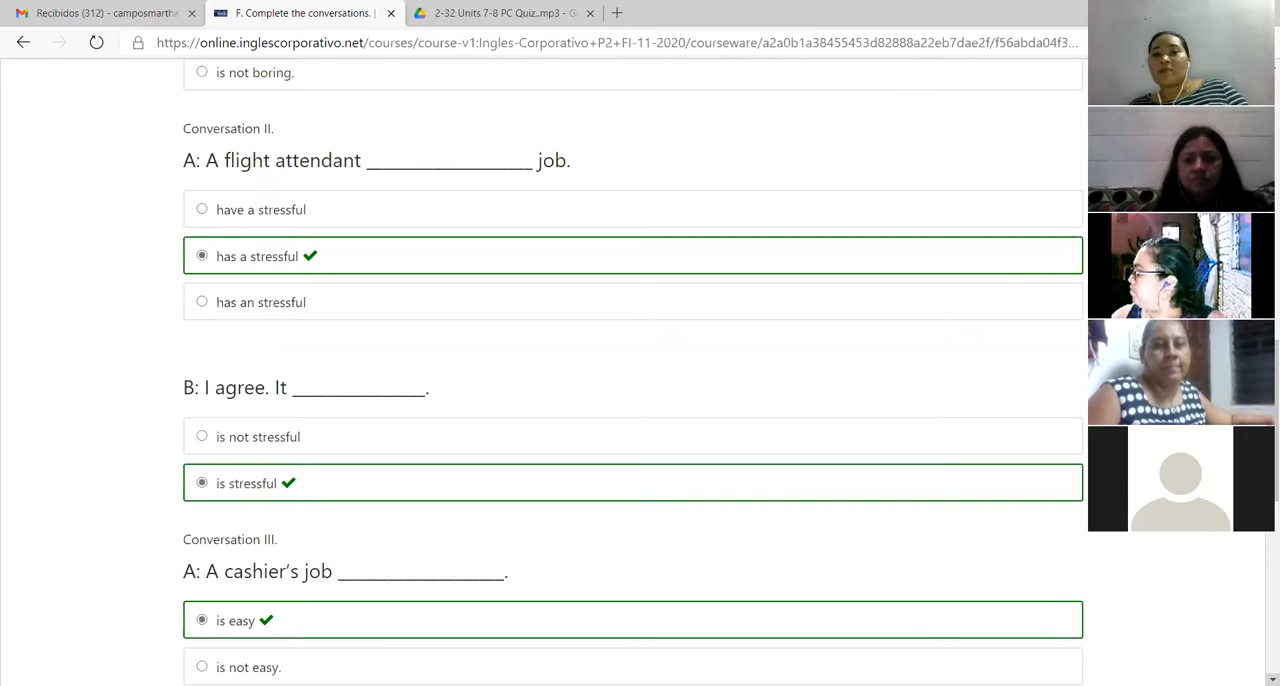 Recibidos (312) - camposmartha
F. Complete the conversations. |
2-32 Units 7-8 PC Quiz..mp3 - G
https://online.inglescorporativo.net/courses/course-v1:Ingles-Corporativo+P2+FI-11-2020/courseware/a2a0b1a38455453d82888a22eb7dae2f/f56abda04f3...
is not boring.
Conversation II.
A: A flight attendant ___________________ job.
have a stressful
has a stressful
has an stressful
B: I agree. It _______________.
is not stressful
is stressful
Conversation III.
A: A cashier's job ___________________.
is easy
is not easy.